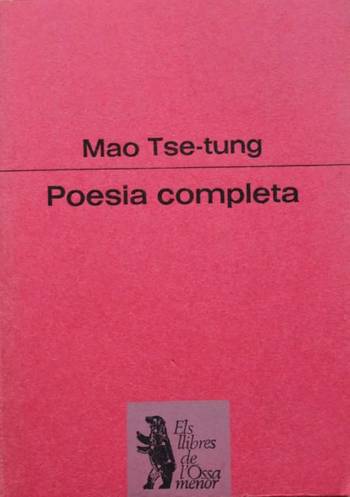 Mao Tse-tung
Poesia completa
Els
llibres
de
l'Ossa
menor